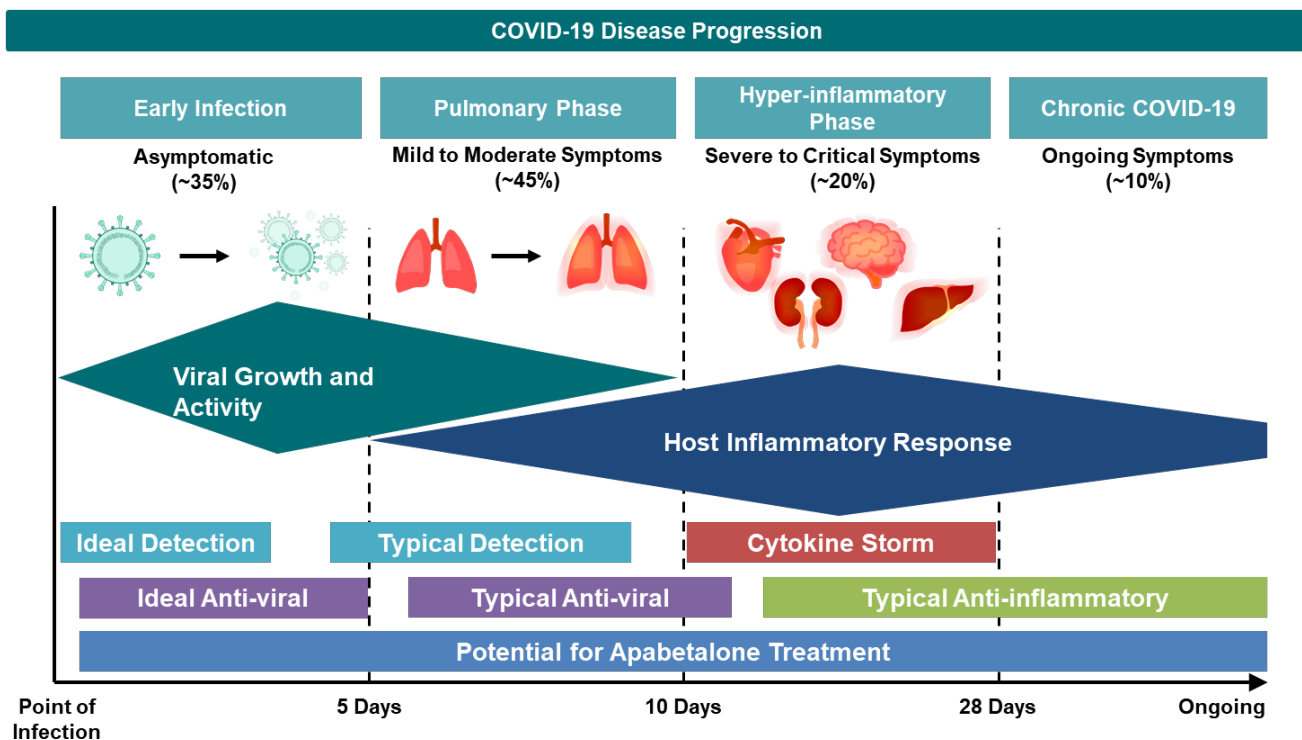 COVID-19 Disease Progression
Early Infection
Pulmonary Phase
Hyper-inflammatory
Phase
Chronic COVID-19
Asymptomatic
(~35%)
Mild to Moderate Symptoms
(~45%)
Severe to Critical Symptoms
(~20%)
Ongoing Symptoms
(~10%)
Viral Growth and
Activity
Host Inflammatory Response
Ideal Detection
Typical Detection
Cytokine Storm
Ideal Anti-viral
Typical Anti-viral
Typical Anti-inflammatory
Potential for Apabetalone Treatment
Point of
Infection
5 Days
10 Days
28 Days
Ongoing